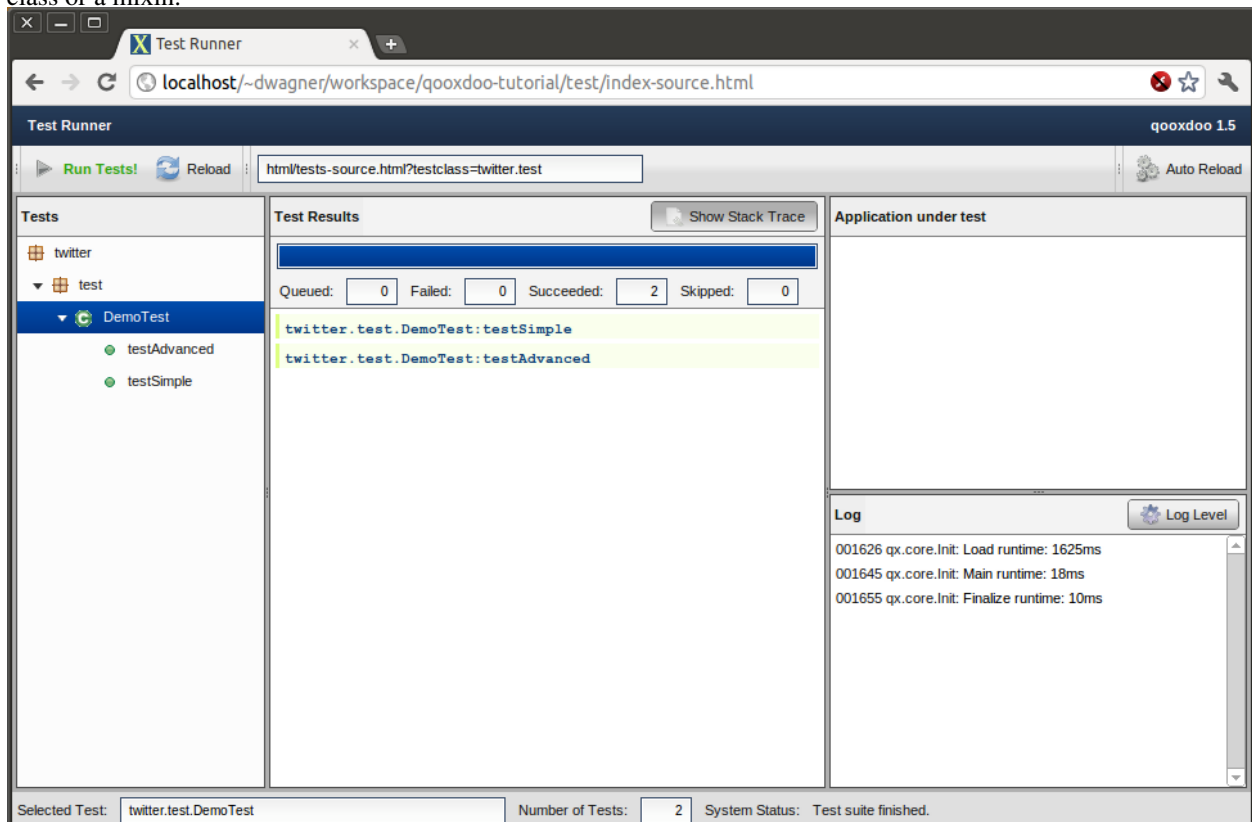 class or a mixin.
Test Runner
localhost/~dwagner/workspace/qooxdoo-tutorial/test/index-source.html
Test Runner qooxdoo 1.5
Run Tests! Reload html/tests-source.html?testclass=twitter.test Auto Reload
Tests Test Results Show Stack Trace Application under test
twitter
test
DemoTest
testAdvanced
testSimple
Queued: 0 Failed: 0 Succeeded: 2 Skipped: 0
twitter.test.DemoTest:testSimple
twitter.test.DemoTest:testAdvanced
Log Log Level
001626 qx.core.Init: Load runtime: 1625ms
001645 qx.core.Init: Main runtime: 18ms
001655 qx.core.Init: Finalize runtime: 10ms
Selected Test: twitter.test.DemoTest Number of Tests: 2 System Status: Test suite finished.